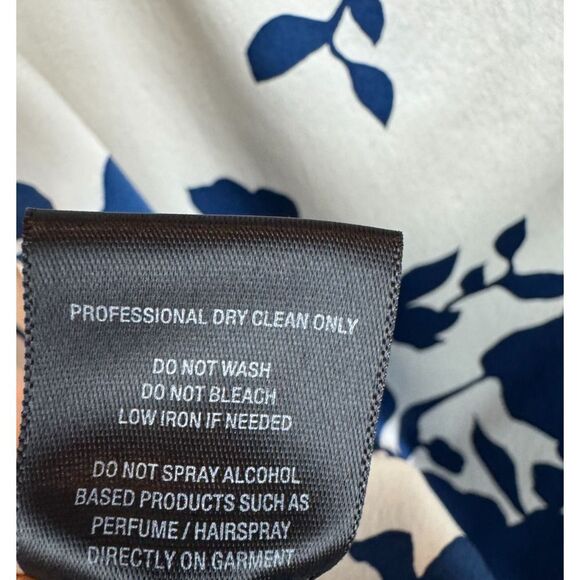 PROFESSIONAL DRY CLEAN ONLY
DO NOT WASH
DO NOT BLEACH
LOW IRON IF NEEDED
DO NOT SPRAY ALCOHOL
BASED PRODUCTS SUCH AS
PERFUME / HAIRSPRAY
DIRECTLY ON GARMENT